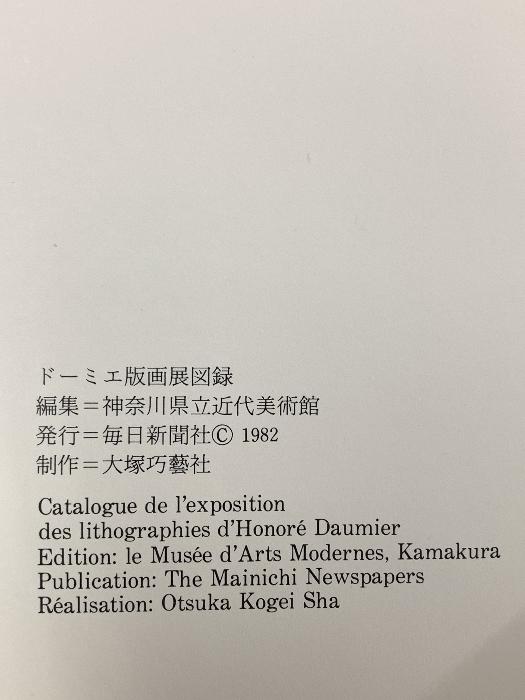 ドーミエ版画展図録
編集＝神奈川県立近代美術館
発行＝毎日新聞社© 1982
制作＝大塚巧藝社
Catalogue de l'exposition
des lithographies d'Honoré Daumier
Edition: le Musée d'Arts Modernes, Kamakura
Publication: The Mainichi Newspapers
Réalisation: Otsuka Kogei Sha